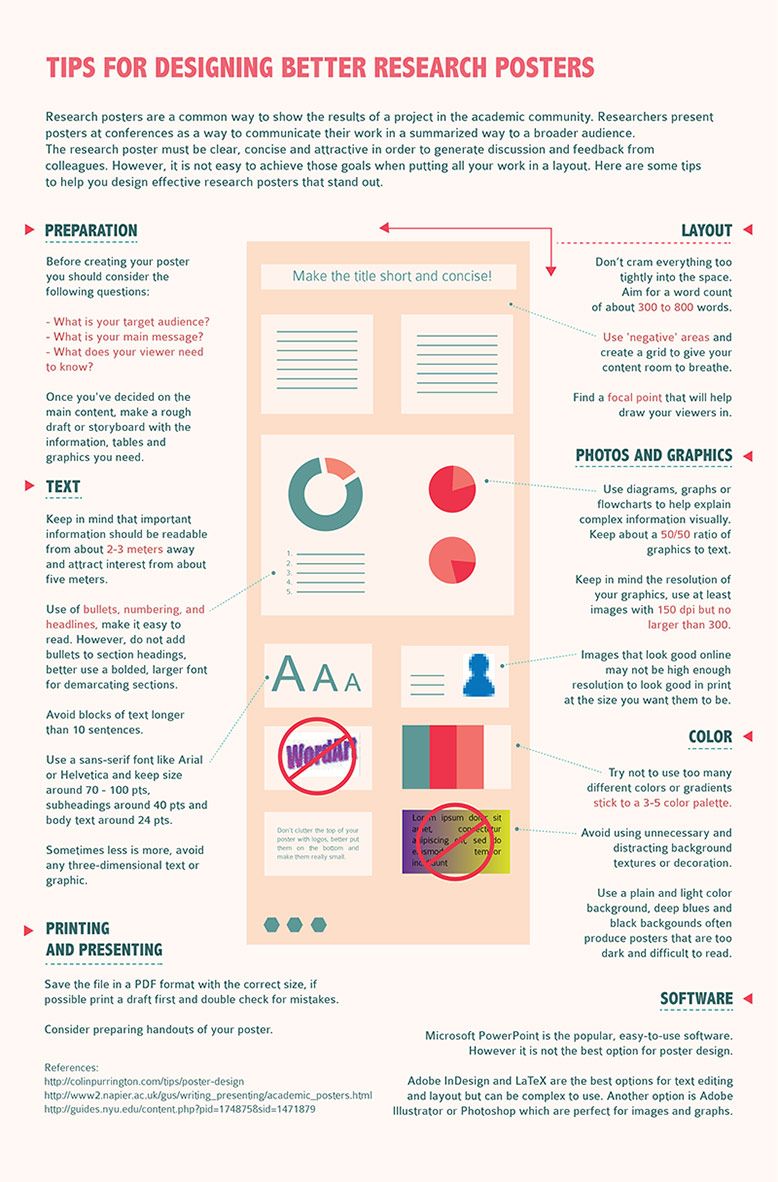 TIPS FOR DESIGNING BETTER RESEARCH POSTERS
Research posters are a common way to show the results of a project in the academic community. Researchers present
posters at conferences as a way to communicate their work in a summarized way to a broader audience.
The research poster must be clear, concise and attractive in order to generate discussion and feedback from
colleagues. However, it is not easy to achieve those goals when putting all your work in a layout. Here are some tips
to help you design effective research posters that stand out.
PREPARATION
Before creating your poster
you should consider the
following questions:
- What is your target audience?
- What is your main message?
- What does your viewer need
to know?
Once you've decided on the
main content, make a rough
draft or storyboard with the
information, tables and
graphics you need.
TEXT
Keep in mind that important
information should be readable
from about 2-3 meters away
and attract interest from about
five meters.
Use of bullets, numbering, and
headlines, make it easy to
read. However, do not add
bullets to section headings,
better use a bolded, larger font
for demarcating sections.
Avoid blocks of text longer
than 10 sentences.
Use a sans-serif font like Arial
or Helvetica and keep size
around 70 - 100 pts,
subheadings around 40 pts and
body text around 24 pts.
Sometimes less is more, avoid
any three-dimensional text or
graphic.
PRINTING
AND PRESENTING
Save the file in a PDF format with the correct size, if
possible print a draft first and double check for mistakes.
Consider preparing handouts of your poster.
References:
http://colinpurrington.com/tips/poster-design
http://www2.napier.ac.uk/gus/writing_presenting/academic_posters.html
http://guides.nyu.edu/content.php?pid=174875&sid=1471879
Make the title short and concise!
1.
2.
3.
4.
5.
A A A
WordArt
Don't clutter the top of your
poster with logos, better put
them on the bottom and
make them really small.
Lorem ipsum dolor sit
amet, consectetur
adipiscing elit, sed do
eiusmod tempor
incididunt
LAYOUT
Don't cram everything too
tightly into the space.
Aim for a word count
of about 300 to 800 words.
Use 'negative' areas and
create a grid to give your
content room to breathe.
Find a focal point that will help
draw your viewers in.
PHOTOS AND GRAPHICS
Use diagrams, graphs or
flowcharts to help explain
complex information visually.
Keep about a 50/50 ratio of
graphics to text.
Keep in mind the resolution of
your graphics, use at least
images with 150 dpi but no
larger than 300.
Images that look good online
may not be high enough
resolution to look good in print
at the size you want them to be.
COLOR
Try not to use too many
different colors or gradients
stick to a 3-5 color palette.
Avoid using unnecessary and
distracting background
textures or decoration.
Use a plain and light color
background, deep blues and
black backgounds often
produce posters that are too
dark and difficult to read.
SOFTWARE
Microsoft PowerPoint is the popular, easy-to-use software.
However it is not the best option for poster design.
Adobe InDesign and LaTeX are the best options for text editing
and layout but can be complex to use. Another option is Adobe
Illustrator or Photoshop which are perfect for images and graphs.